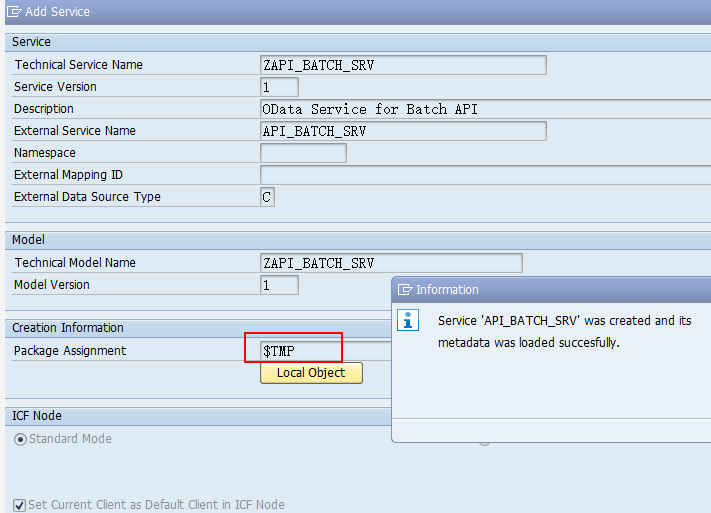 Add Service
Service
Technical Service Name ZAPI_BATCH_SRV
Service Version 1
Description OData Service for Batch API
External Service Name API_BATCH_SRV
Namespace
External Mapping ID
External Data Source Type C
Model
Technical Model Name ZAPI_BATCH_SRV
Model Version 1
Information
Service 'API_BATCH_SRV' was created and its
metadata was loaded succesfully.
Creation Information
Package Assignment $TMP
Local Object
ICF Node
Standard Mode
Set Current Client as Default Client in ICF Node